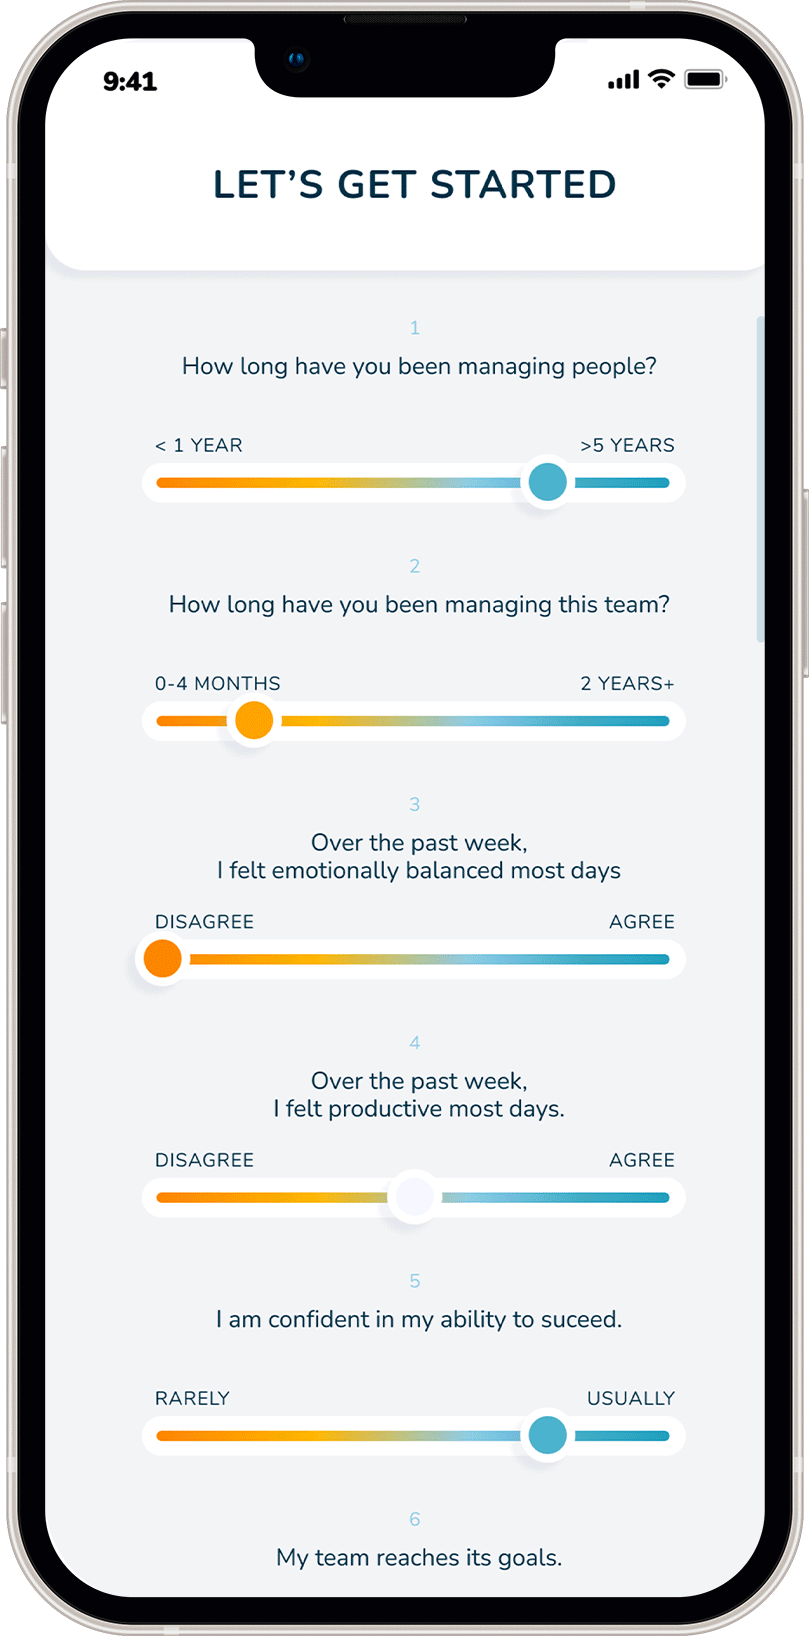 9:41
LET’S GET STARTED
1
How long have you been managing people?
< 1 YEAR >5 YEARS
2
How long have you been managing this team?
0-4 MONTHS 2 YEARS+
3
Over the past week,
I felt emotionally balanced most days
DISAGREE AGREE
4
Over the past week,
I felt productive most days.
DISAGREE AGREE
5
I am confident in my ability to suceed.
RARELY USUALLY
6
My team reaches its goals.